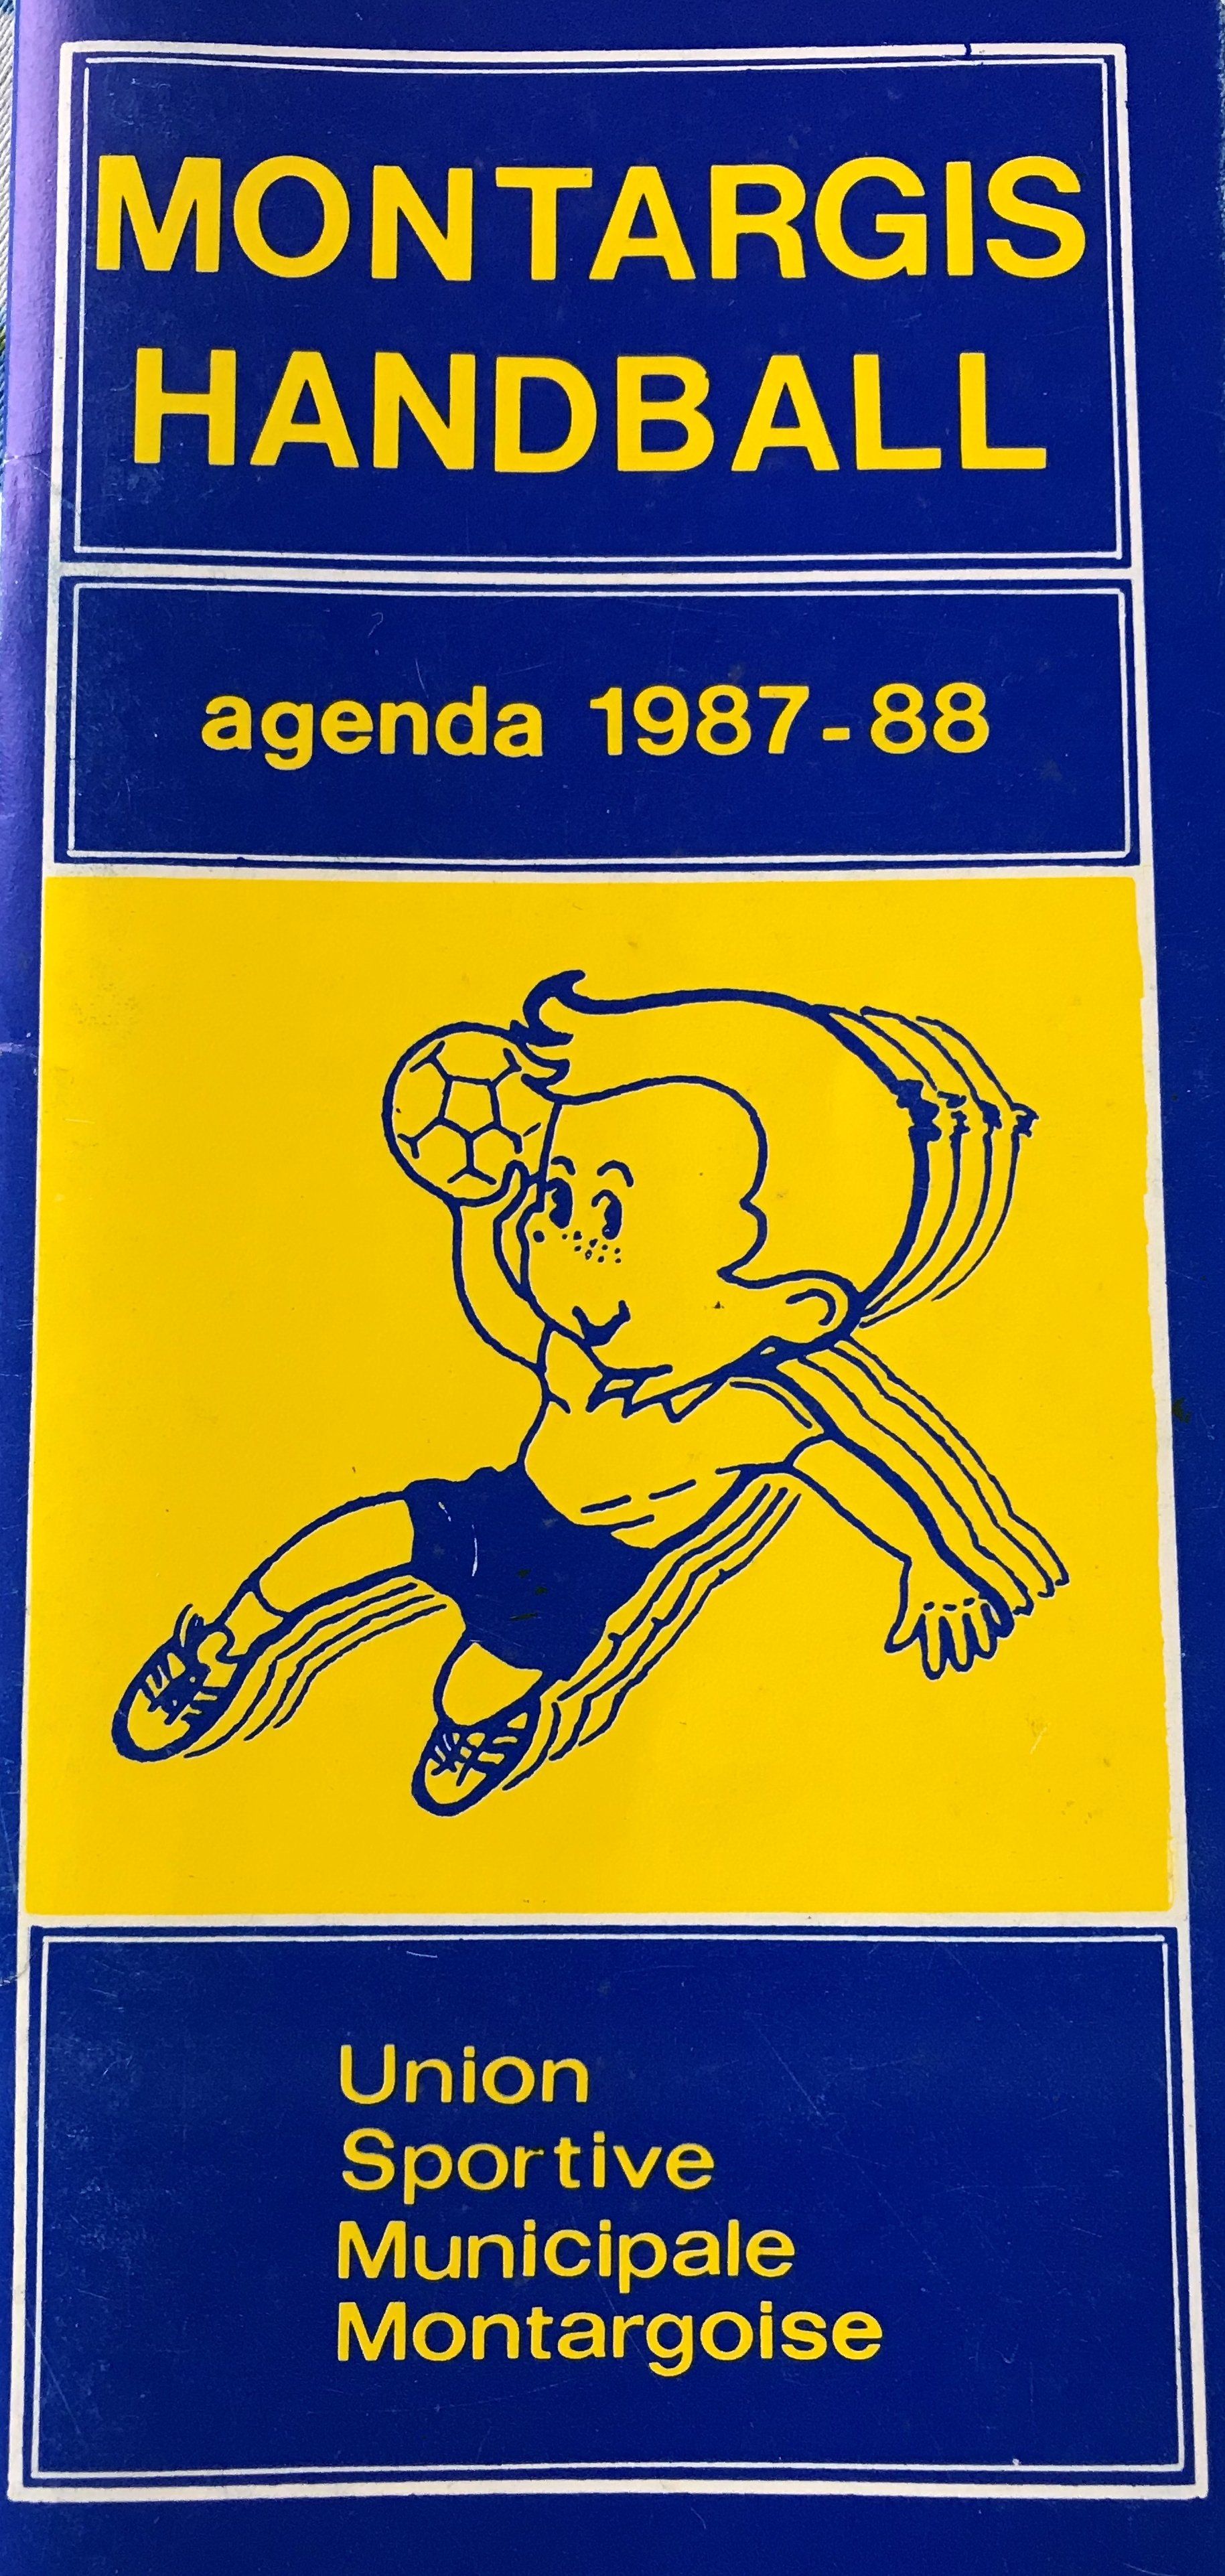 MONTARGIS
HANDBALL
agenda 1987-88
Union
Sportive
Municipale
Montargoise